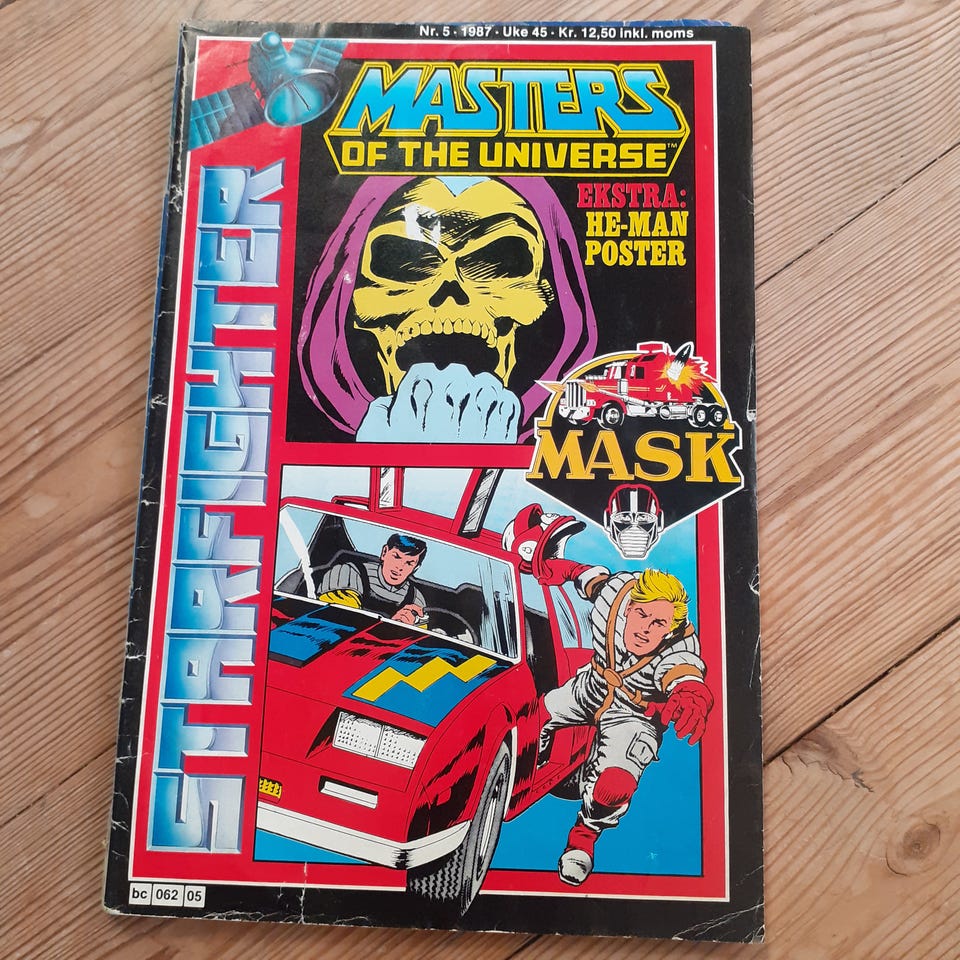 Nr. 5 · 1987 · Uke 45 · Kr. 12,50 Inkl. moms
MASTERS
OF THE UNIVERSE™
EKSTRA:
HE-MAN
POSTER
STARFIGHTER
MASK
bc 062 05